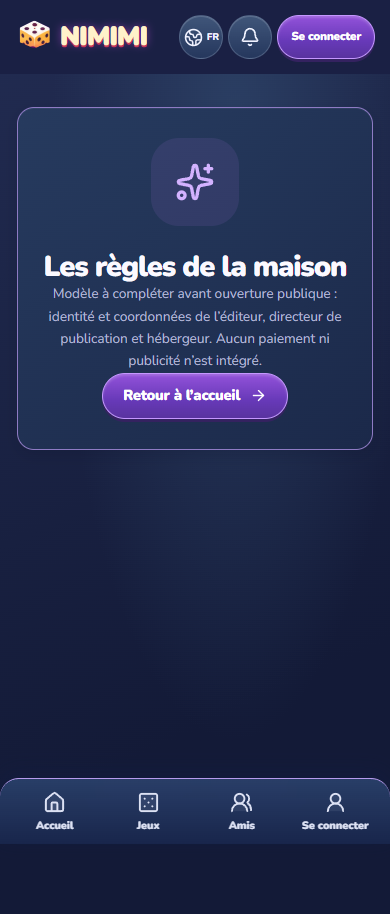 NIMIMI
FR
Se connecter
Les règles de la maison
Modèle à compléter avant ouverture publique :
identité et coordonnées de l’éditeur, directeur de
publication et hébergeur. Aucun paiement ni
publicité n’est intégré.
Retour à l’accueil
Accueil
Jeux
Amis
Se connecter